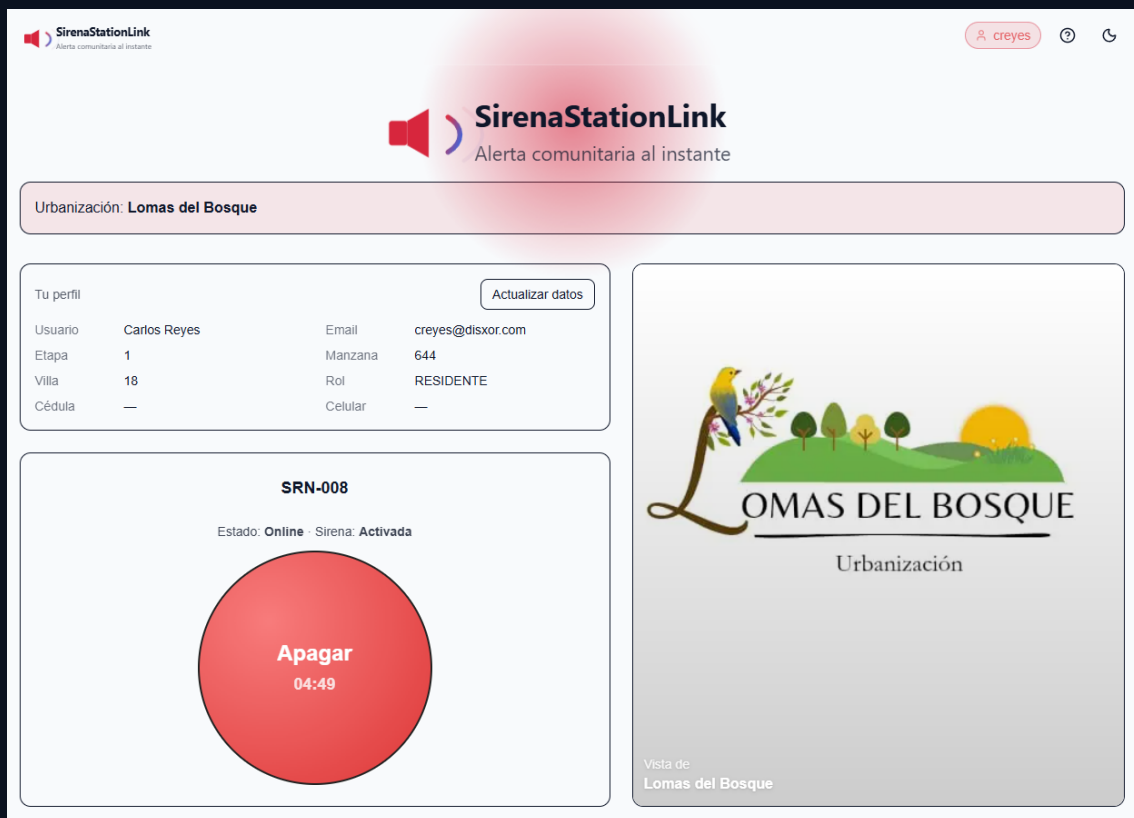 SirenaStationLink
Alerta comunitaria al instante
creyes
SirenaStationLink
Alerta comunitaria al instante
Urbanización: Lomas del Bosque
Tu perfil
Actualizar datos
Usuario Carlos Reyes Email creyes@disxor.com
Etapa 1 Manzana 644
Villa 18 Rol RESIDENTE
Cédula — Celular —
SRN-008
Estado: Online · Sirena: Activada
Apagar
04:49
LOMAS DEL BOSQUE
Urbanización
Vista de
Lomas del Bosque